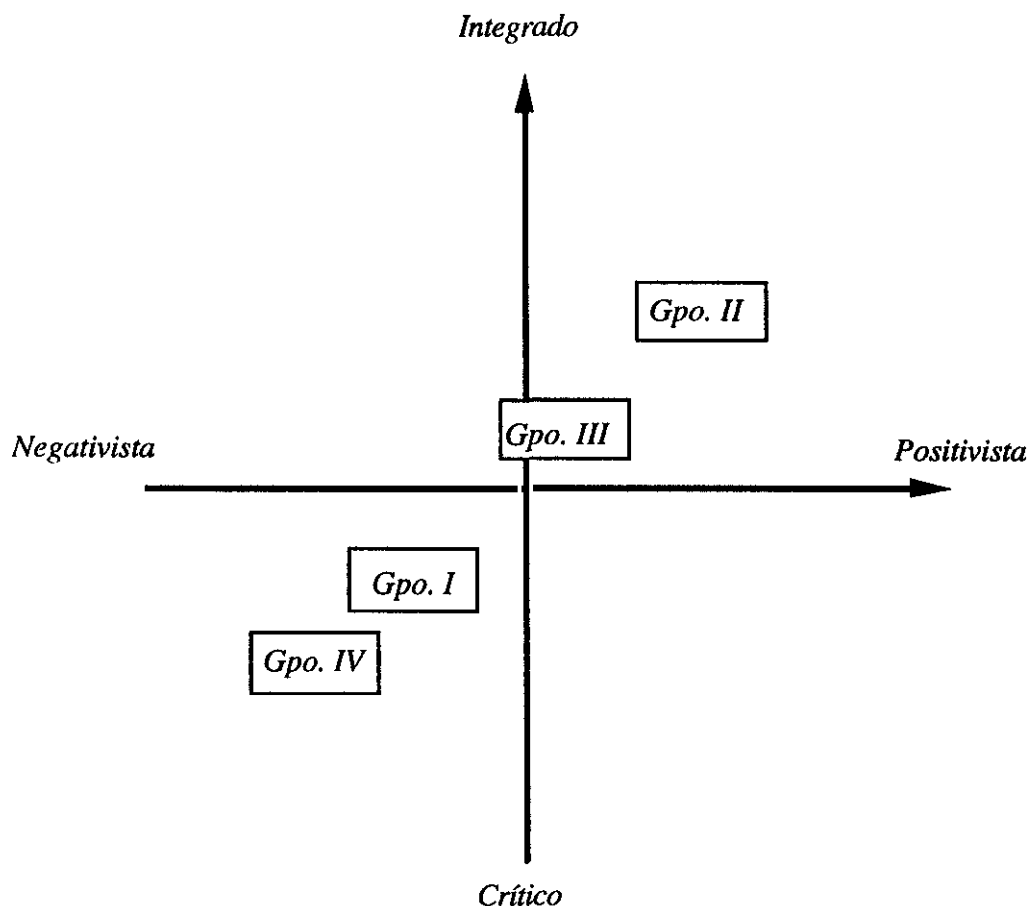 Integrado
Gpo. II
Gpo. III
Negativista
Positivista
Gpo. I
Gpo. IV
Crítico